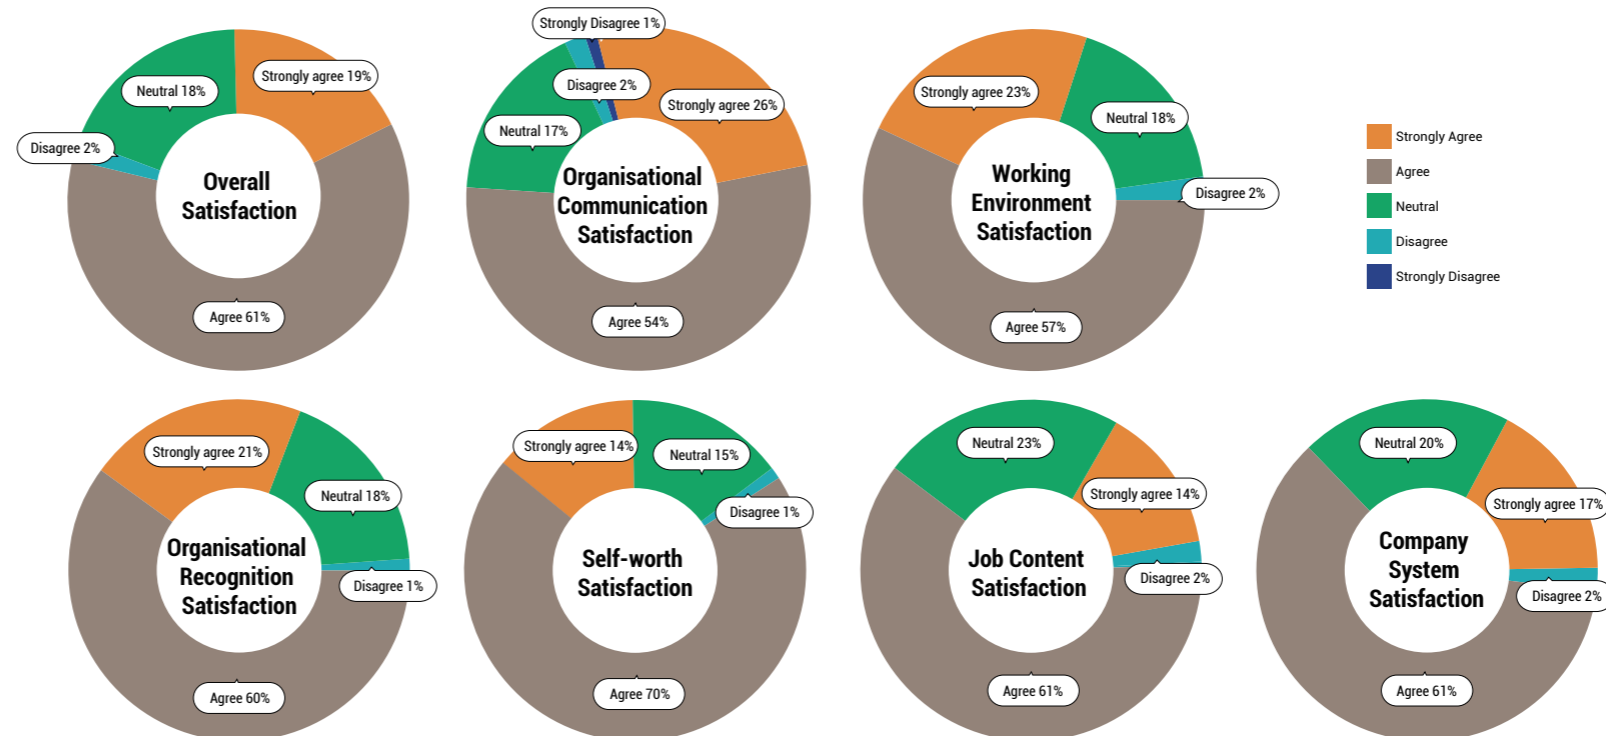 Strongly agree 19%
Neutral 18%
Disagree 2%
Overall
Satisfaction
Agree 61%
Strongly Disagree 1%
Disagree 2%
Strongly agree 26%
Neutral 17%
Organisational
Communication
Satisfaction
Agree 54%
Strongly agree 23%
Neutral 18%
Working
Environment
Satisfaction
Disagree 2%
Agree 57%
Strongly Agree
Agree
Neutral
Disagree
Strongly Disagree
Strongly agree 21%
Neutral 18%
Organisational
Recognition
Satisfaction
Disagree 1%
Agree 60%
Strongly agree 14%
Neutral 15%
Disagree 1%
Self-worth
Satisfaction
Agree 70%
Neutral 23%
Strongly agree 14%
Job Content
Satisfaction
Disagree 2%
Agree 61%
Neutral 20%
Strongly agree 17%
Company
System
Satisfaction
Disagree 2%
Agree 61%